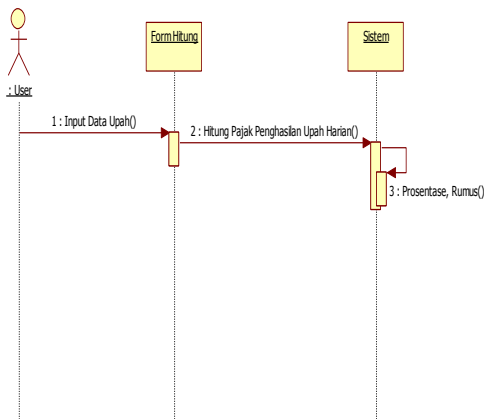 Form Hitung
Sistem
: User
1 : Input Data Upah()
2 : Hitung Pajak Penghasilan Upah Harian()
3 : Prosentase, Rumus()